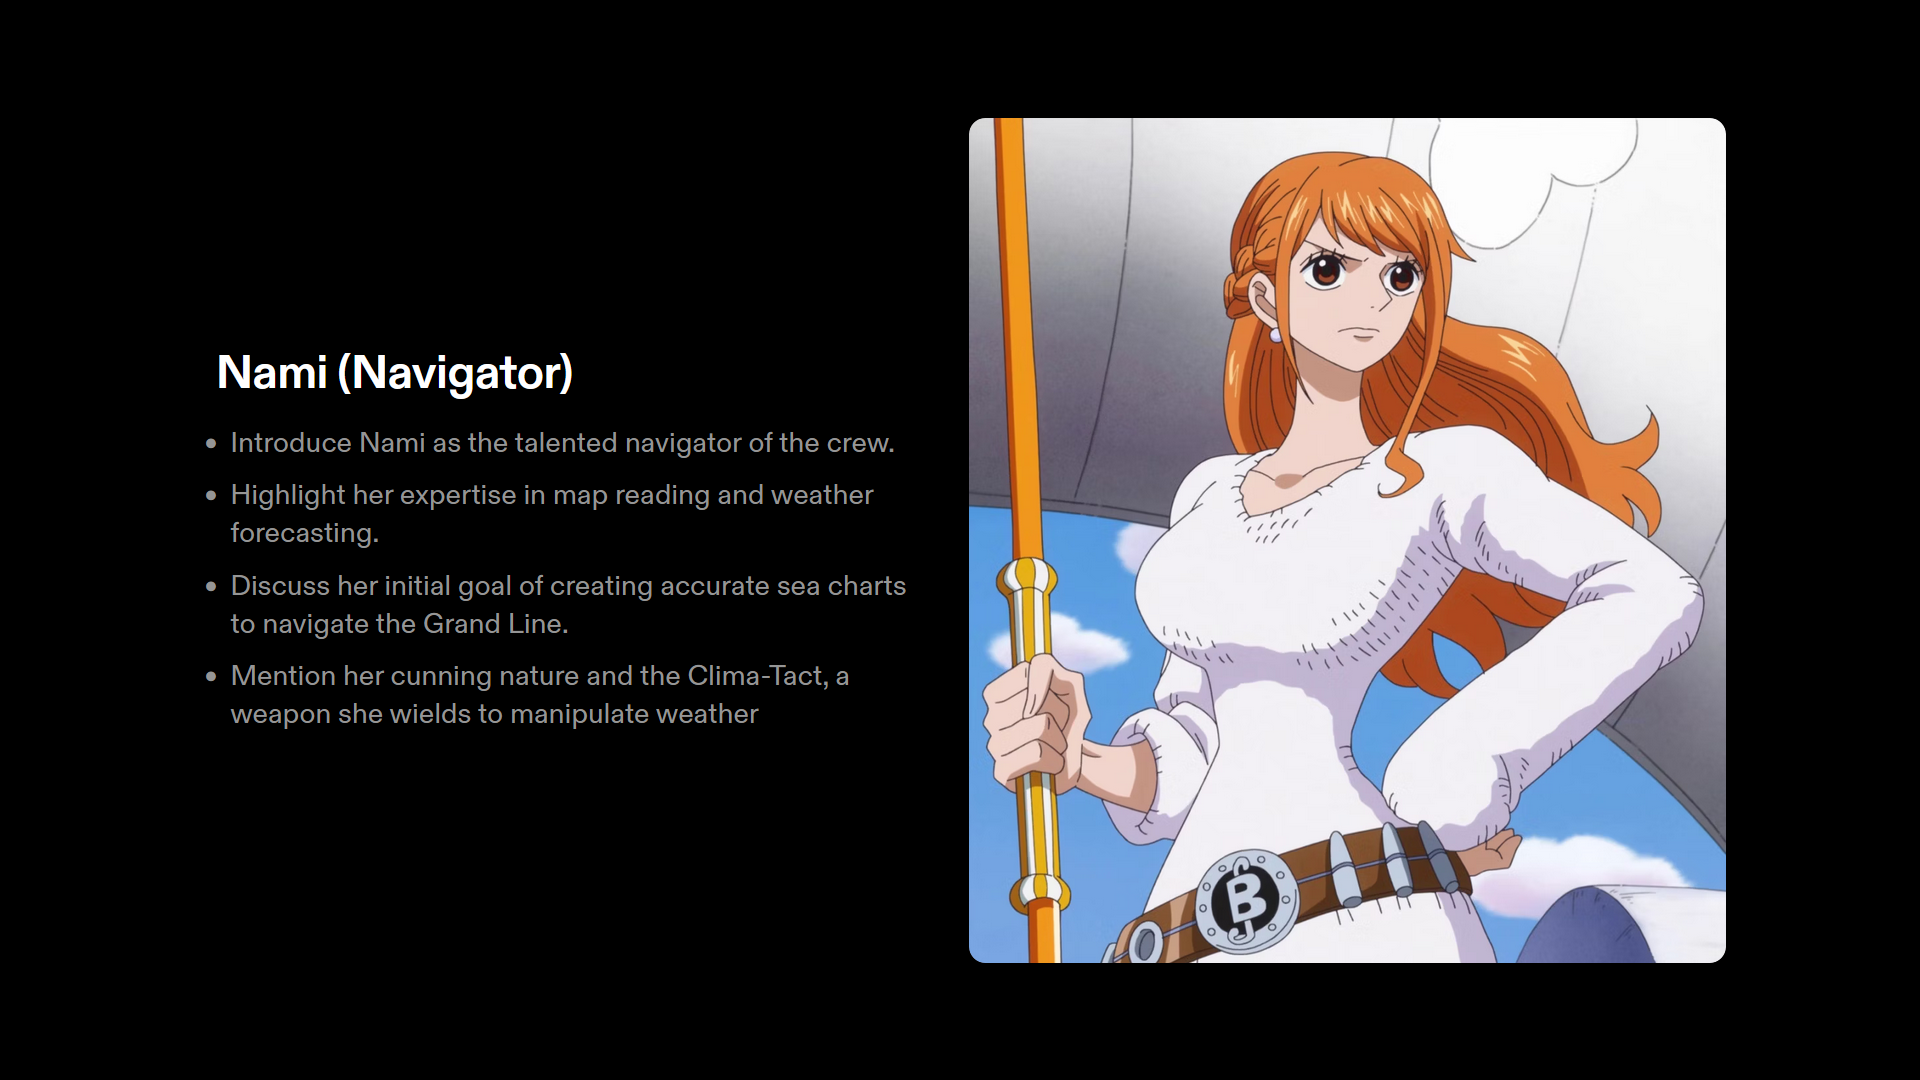 Nami (Navigator)
• Introduce Nami as the talented navigator of the crew.
• Highlight her expertise in map reading and weather
forecasting.
• Discuss her initial goal of creating accurate sea charts
to navigate the Grand Line.
• Mention her cunning nature and the Clima-Tact, a
weapon she wields to manipulate weather
B